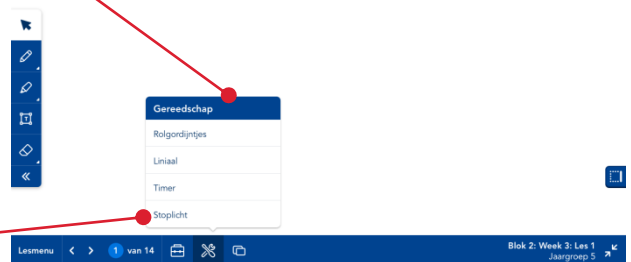 T
Gereedschap
Rolgordijntjes
Liniaal
Timer
Stoplicht
Lesmenu 1 van 14
Blok 2: Week 3: Les 1
Jaargroep 5